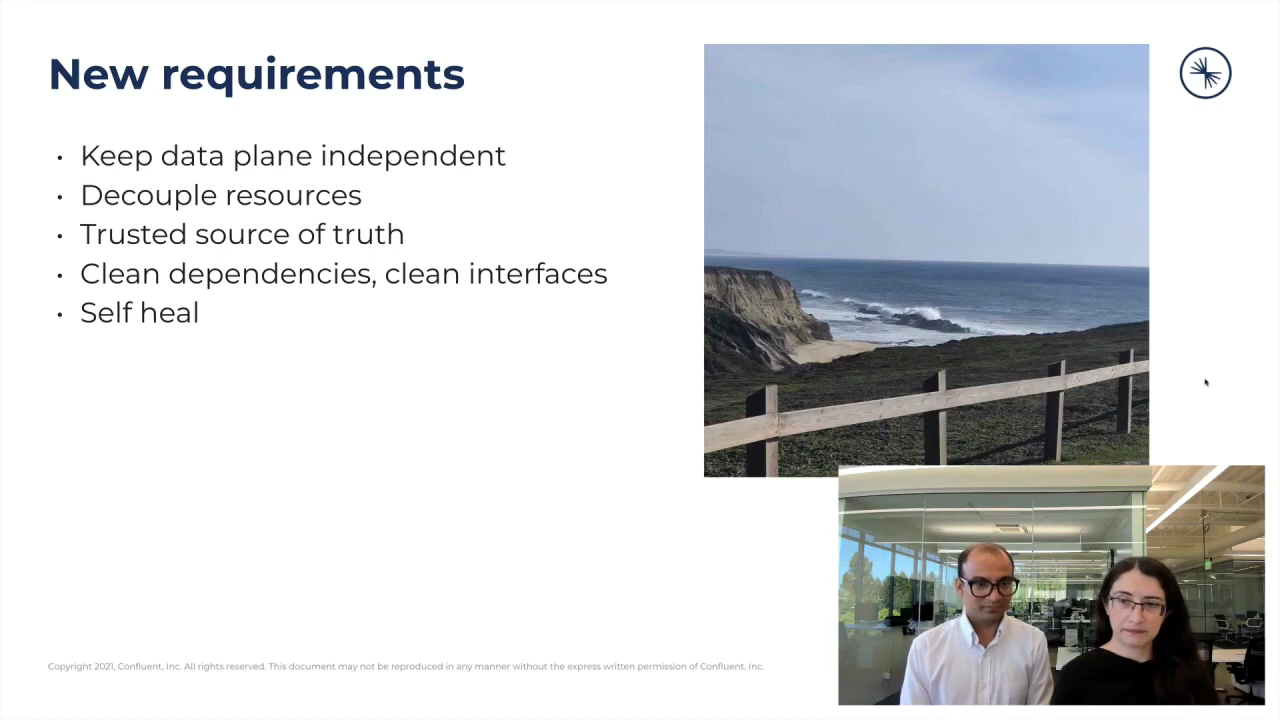 New requirements
• Keep data plane independent
• Decouple resources
• Trusted source of truth
• Clean dependencies, clean interfaces
• Self heal
Copyright 2021, Confluent, Inc. All rights reserved. This document may not be reproduced in any manner without the express written permission of Confluent, Inc.